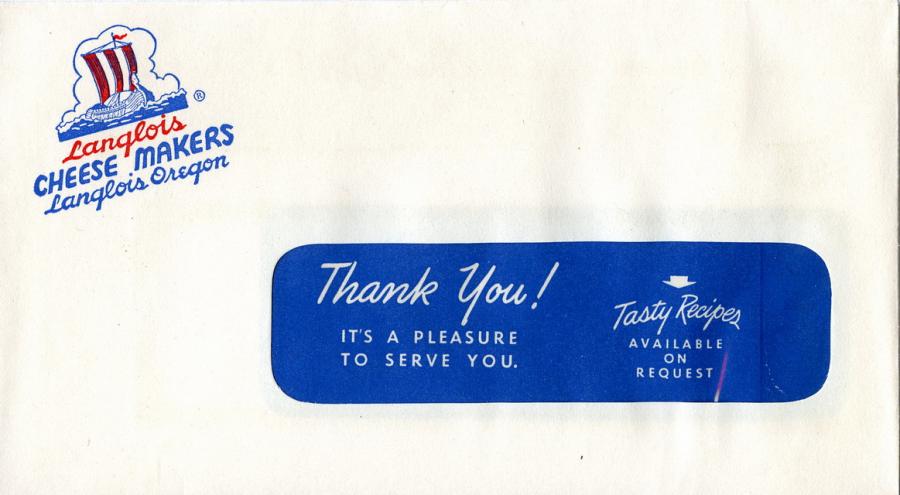 ®
Langlois
CHEESE MAKERS
Langlois Oregon
Thank You!
IT'S A PLEASURE
TO SERVE YOU.
Tasty Recipes
AVAILABLE
ON
REQUEST